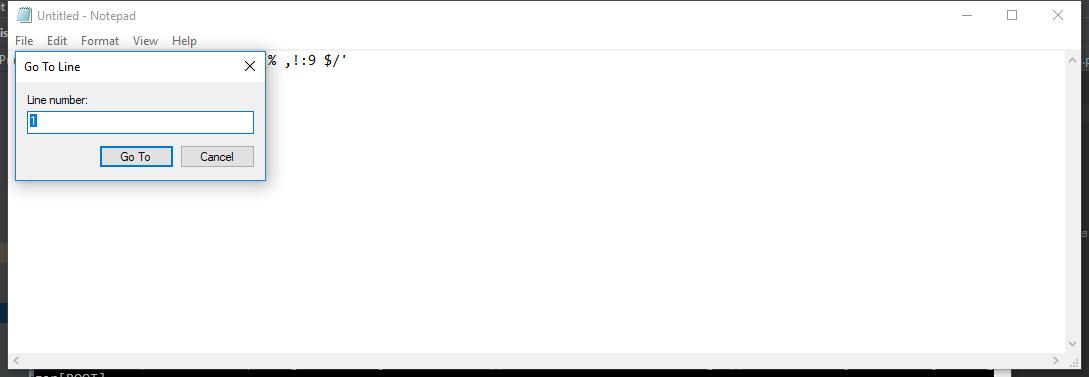 Untitled - Notepad
File Edit Format View Help
% ,!:9 $/'
Go To Line
Line number:
1
Go To Cancel